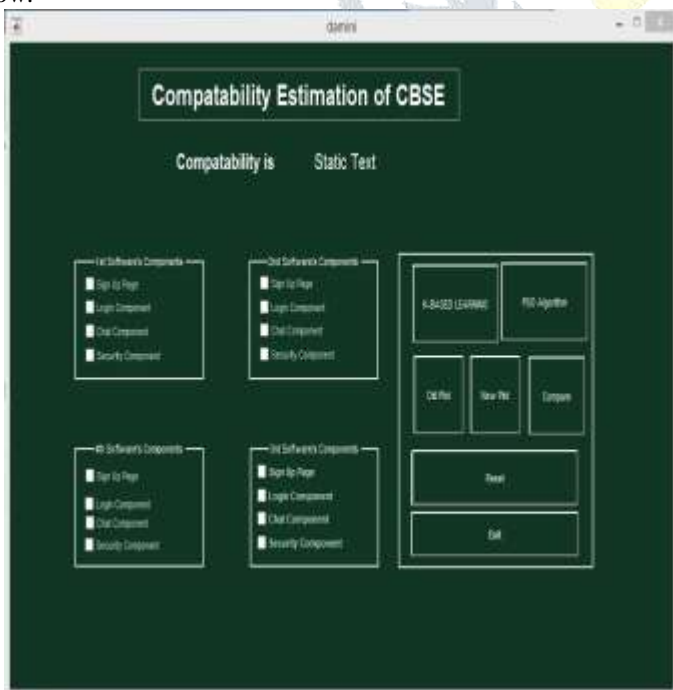 ow.
damini
Compatability Estimation of CBSE
Compatability is Static Text
1st Software's Components
Sign Up Page
Login Component
Chat Component
Security Component
2nd Software's Components
Sign Up Page
Login Component
Chat Component
Security Component
K-BASED LEARNING
PSO Algorithm
Old Plot
New Plot
Compare
4th Software's Components
Sign Up Page
Login Component
Chat Component
Security Component
3rd Software's Components
Sign Up Page
Login Component
Chat Component
Security Component
Reset
Exit